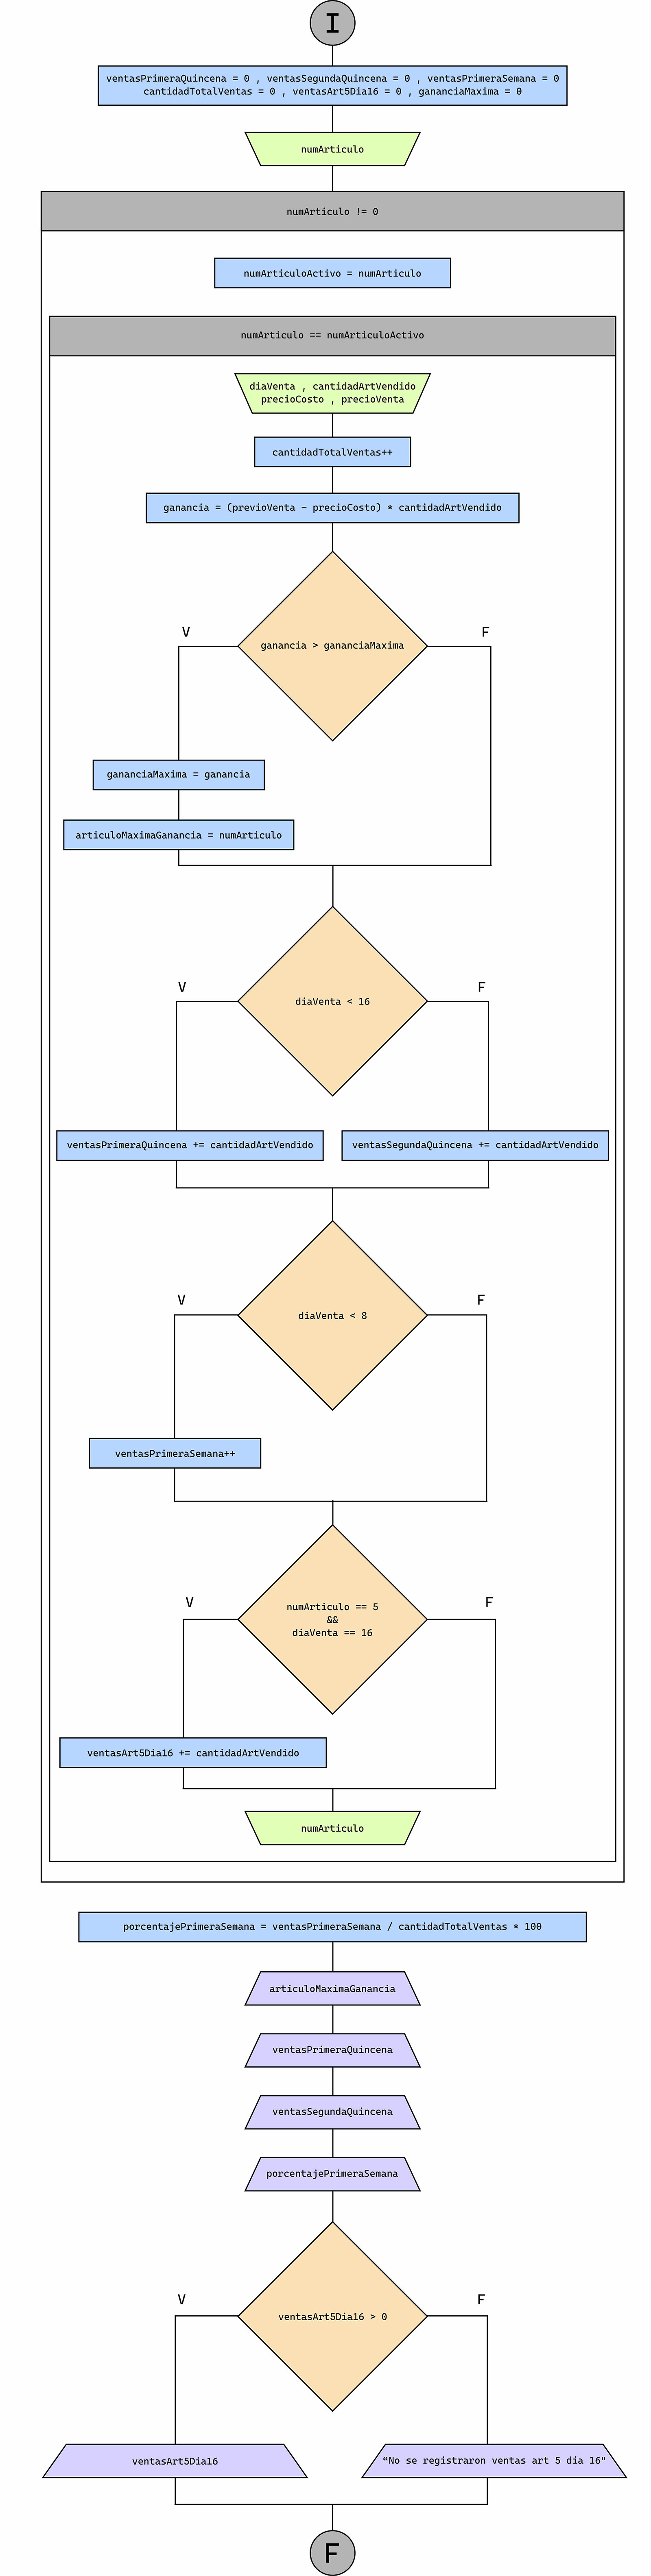 I
ventasPrimeraQuincena = 0 , ventasSegundaQuincena = 0 , ventasPrimeraSemana = 0
cantidadTotalVentas = 0 , ventasArt5Dia16 = 0 , gananciaMaxima = 0
numArticulo
numArticulo != 0
numArticuloActivo = numArticulo
numArticulo == numArticuloActivo
diaVenta , cantidadArtVendido
precioCosto , precioVenta
cantidadTotalVentas++
ganancia = (previoVenta - precioCosto) * cantidadArtVendido
V
F
ganancia > gananciaMaxima
gananciaMaxima = ganancia
articuloMaximaGanancia = numArticulo
V
F
diaVenta < 16
ventasPrimeraQuincena += cantidadArtVendido
ventasSegundaQuincena += cantidadArtVendido
V
F
diaVenta < 8
ventasPrimeraSemana++
V
F
numArticulo == 5
&&
diaVenta == 16
ventasArt5Dia16 += cantidadArtVendido
numArticulo
porcentajePrimeraSemana = ventasPrimeraSemana / cantidadTotalVentas * 100
articuloMaximaGanancia
ventasPrimeraQuincena
ventasSegundaQuincena
porcentajePrimeraSemana
V
F
ventasArt5Dia16 > 0
ventasArt5Dia16
“No se registraron ventas art 5 día 16"
F